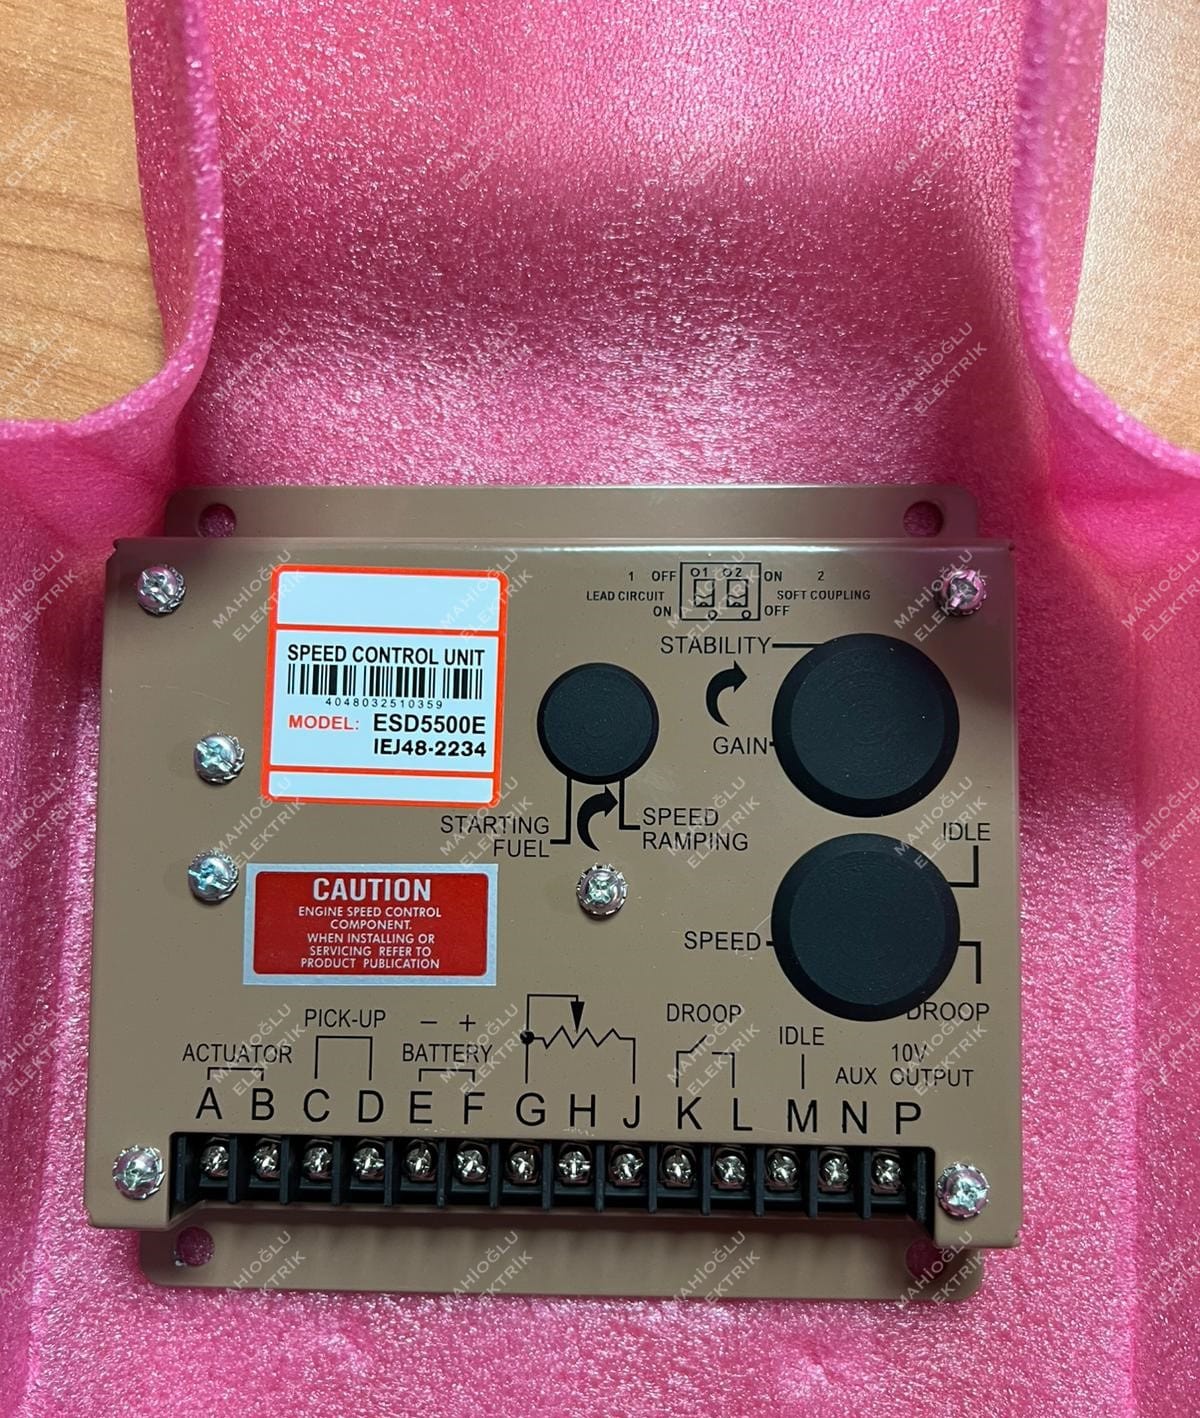 1 OFF O1 O2 ON 2
LEAD CIRCUIT SOFT COUPLING
ON OFF
SPEED CONTROL UNIT
4048032510359
MODEL: ESD5500E
IEJ48-2234
STABILITY
GAIN
STARTING
FUEL
SPEED
RAMPING
IDLE
CAUTION
ENGINE SPEED CONTROL
COMPONENT.
WHEN INSTALLING OR
SERVICING REFER TO
PRODUCT PUBLICATION
SPEED
DROOP
PICK-UP
ACTUATOR
− +
BATTERY
DROOP
IDLE
AUX
10V
OUTPUT
A B C D E F G H J K L M N P
MAHİOĞLU
ELEKTRİK